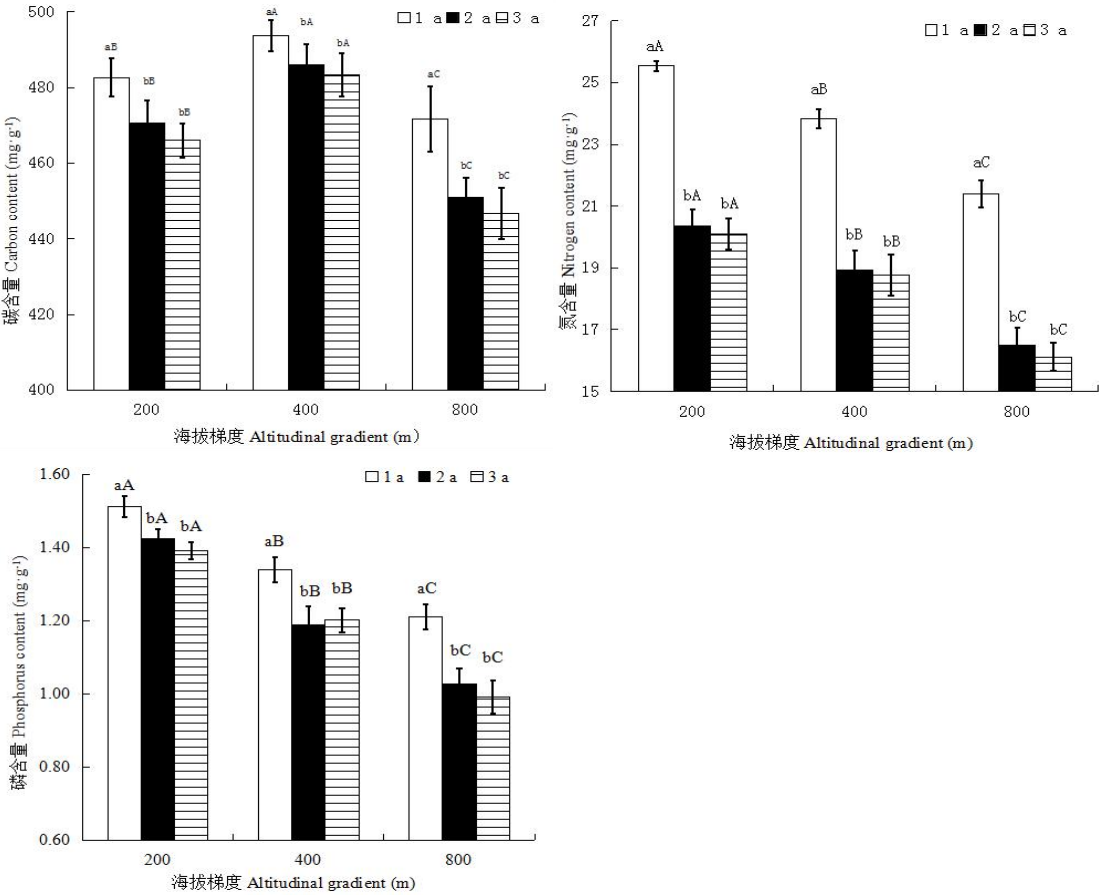 500
480
460
440
420
400
碳含量 Carbon content (mg·g⁻¹)
1 a 2 a 3 a
aB
bB
bB
aA
bA
bA
aC
bC
bC
200 400 800
海拔梯度 Altitudinal gradient (m)
27
25
23
21
19
17
15
氮含量 Nitrogen content (mg·g⁻¹)
1 a 2 a 3 a
aA
bA
bA
aB
bB
bB
aC
bC
bC
200 400 800
海拔梯度 Altitudinal gradient (m)
1.60
1.40
1.20
1.00
0.80
0.60
磷含量 Phosphorus content (mg·g⁻¹)
1 a 2 a 3 a
aA
bA
bA
aB
bB
bB
aC
bC
bC
200 400 800
海拔梯度 Altitudinal gradient (m)